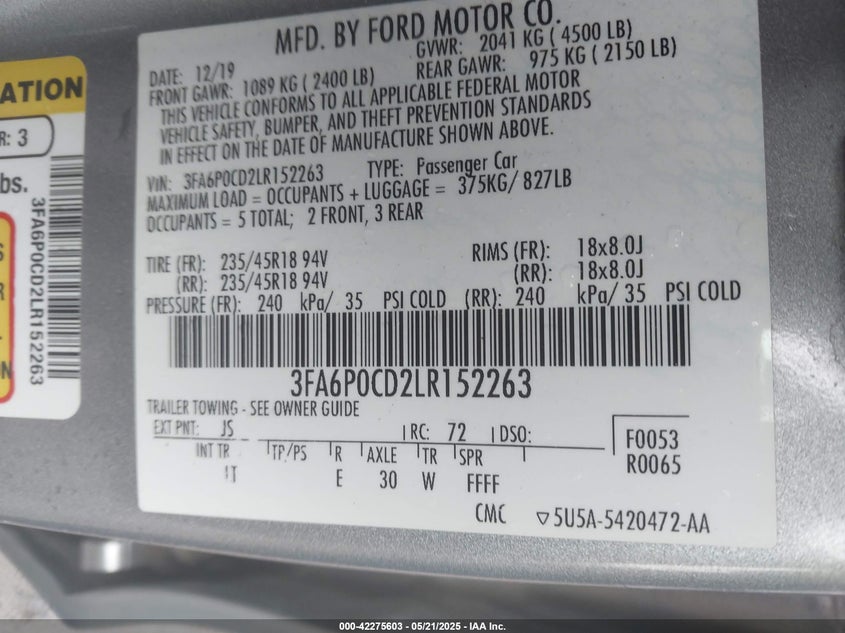 ATION
R: 3
bs.
3FA6P0CD2LR152263
MFD. BY FORD MOTOR CO.
DATE: 12/19 GVWR: 2041 KG ( 4500 LB)
FRONT GAWR: 1089 KG ( 2400 LB) REAR GAWR: 975 KG ( 2150 LB)
THIS VEHICLE CONFORMS TO ALL APPLICABLE FEDERAL MOTOR
VEHICLE SAFETY, BUMPER, AND THEFT PREVENTION STANDARDS
IN EFFECT ON THE DATE OF MANUFACTURE SHOWN ABOVE.
VIN: 3FA6P0CD2LR152263 TYPE: Passenger Car
MAXIMUM LOAD = OCCUPANTS + LUGGAGE = 375KG/ 827LB
OCCUPANTS = 5 TOTAL; 2 FRONT, 3 REAR
TIRE (FR): 235/45R18 94V RIMS (FR): 18x8.0J
(RR): 235/45R18 94V (RR): 18x8.0J
PRESSURE (FR): 240 kPa/ 35 PSI COLD (RR): 240 kPa/ 35 PSI COLD
3FA6P0CD2LR152263
TRAILER TOWING - SEE OWNER GUIDE
EXT PNT: JS RC: 72 DSO: F0053
INT TR TP/PS R AXLE TR SPR R0065
1T E 30 W FFFF
CMC ▽5U5A-5420472-AA
000-42275603 - 05/21/2025 - IAA Inc.